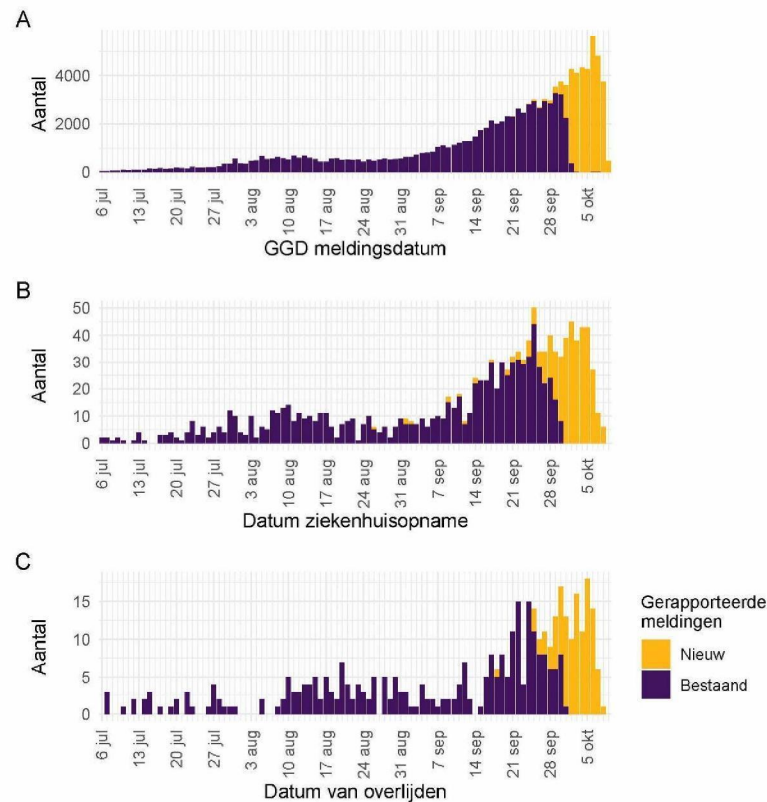 A
Aantal
4000
2000
0
6 jul
13 jul
20 jul
27 jul
3 aug
10 aug
17 aug
24 aug
31 aug
7 sep
14 sep
21 sep
28 sep
5 okt
GGD meldingsdatum
B
Aantal
50
40
30
20
10
0
6 jul
13 jul
20 jul
27 jul
3 aug
10 aug
17 aug
24 aug
31 aug
7 sep
14 sep
21 sep
28 sep
5 okt
Datum ziekenhuisopname
C
Aantal
15
10
5
0
6 jul
13 jul
20 jul
27 jul
3 aug
10 aug
17 aug
24 aug
31 aug
7 sep
14 sep
21 sep
28 sep
5 okt
Datum van overlijden
Gerapporteerde
meldingen
Nieuw
Bestaand